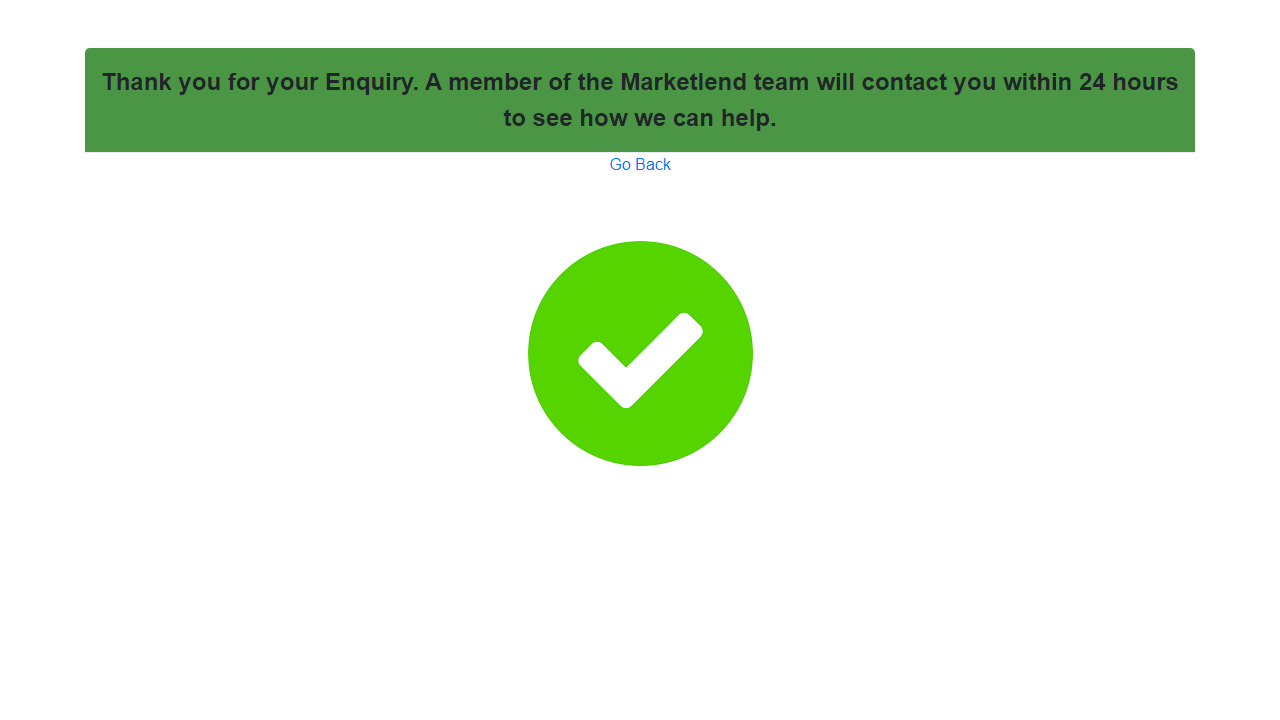 Thank you for your Enquiry. A member of the Marketlend team will contact you within 24 hours
to see how we can help.
Go Back